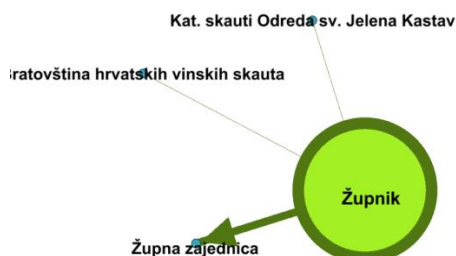 Kat. skauti Odreda sv. Jelena Kastav
ratovština hrvatskih vinskih skauta
Župnik
Župna zajednica